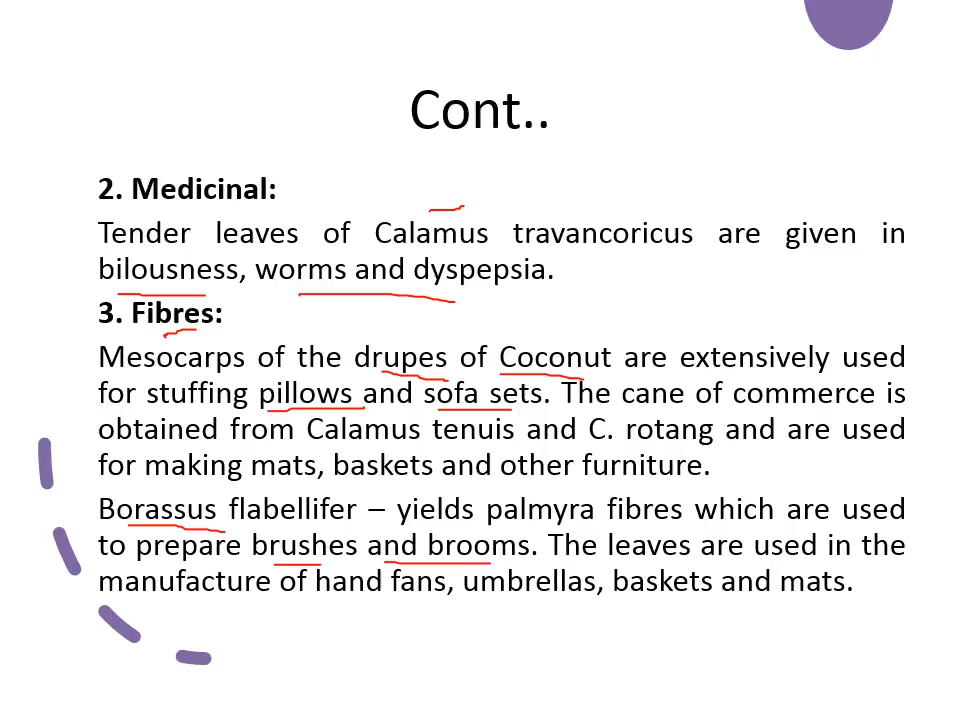 Cont..
2. Medicinal:
Tender leaves of Calamus travancoricus are given in
bilousness, worms and dyspepsia.
3. Fibres:
Mesocarps of the drupes of Coconut are extensively used
for stuffing pillows and sofa sets. The cane of commerce is
obtained from Calamus tenuis and C. rotang and are used
for making mats, baskets and other furniture.
Borassus flabellifer – yields palmyra fibres which are used
to prepare brushes and brooms. The leaves are used in the
manufacture of hand fans, umbrellas, baskets and mats.